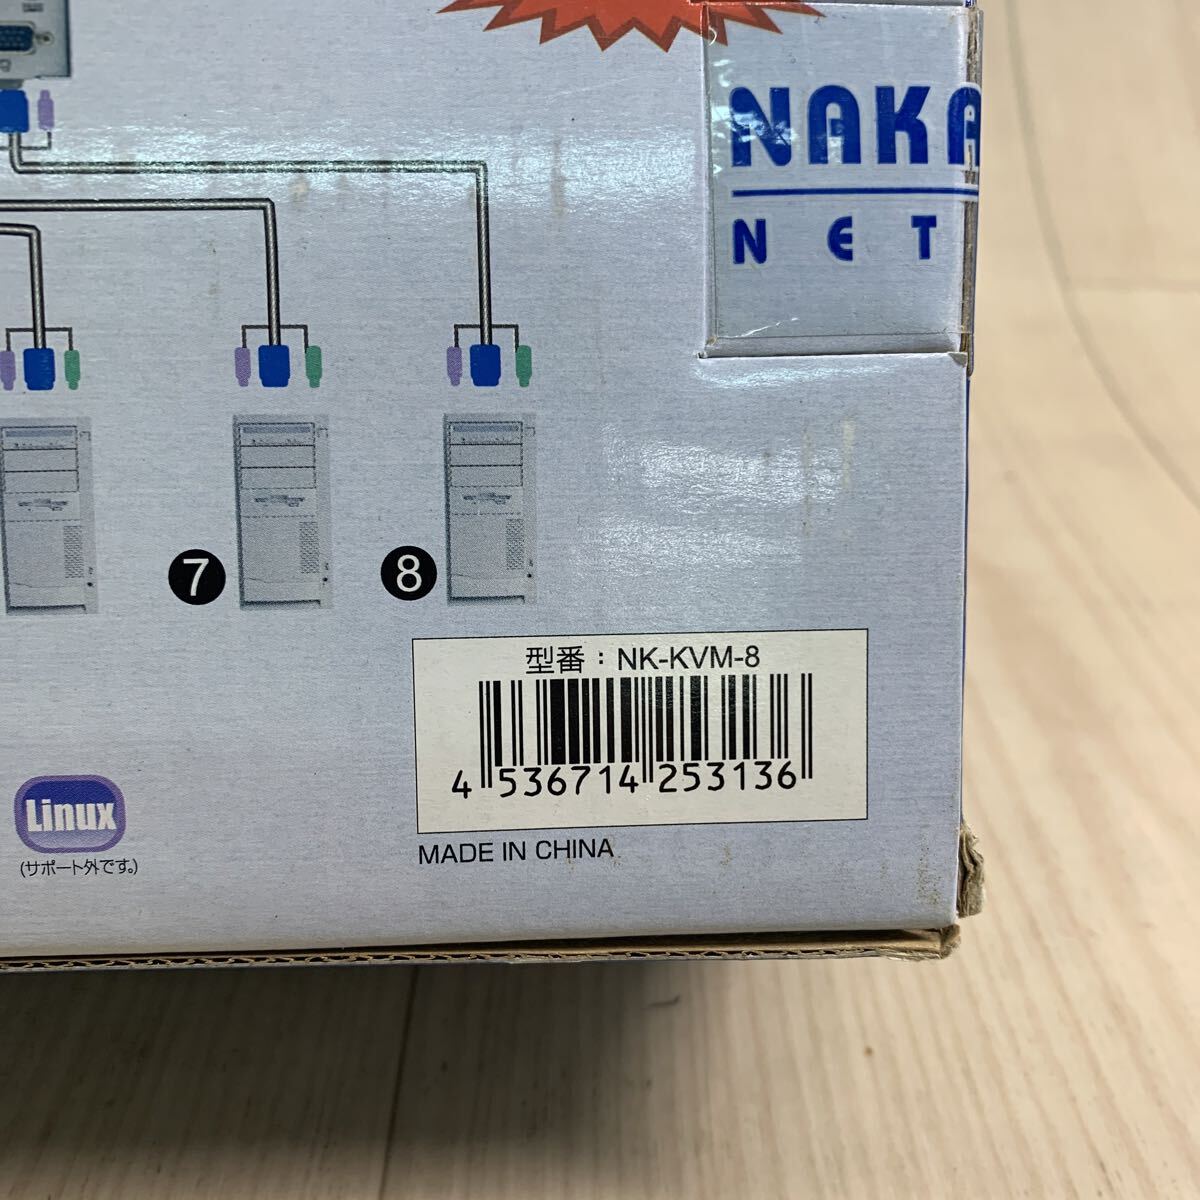 NAKA
NET
7
8
型番：NK-KVM-8
4 536714 253136
Linux
(サポート外です。)
MADE IN CHINA